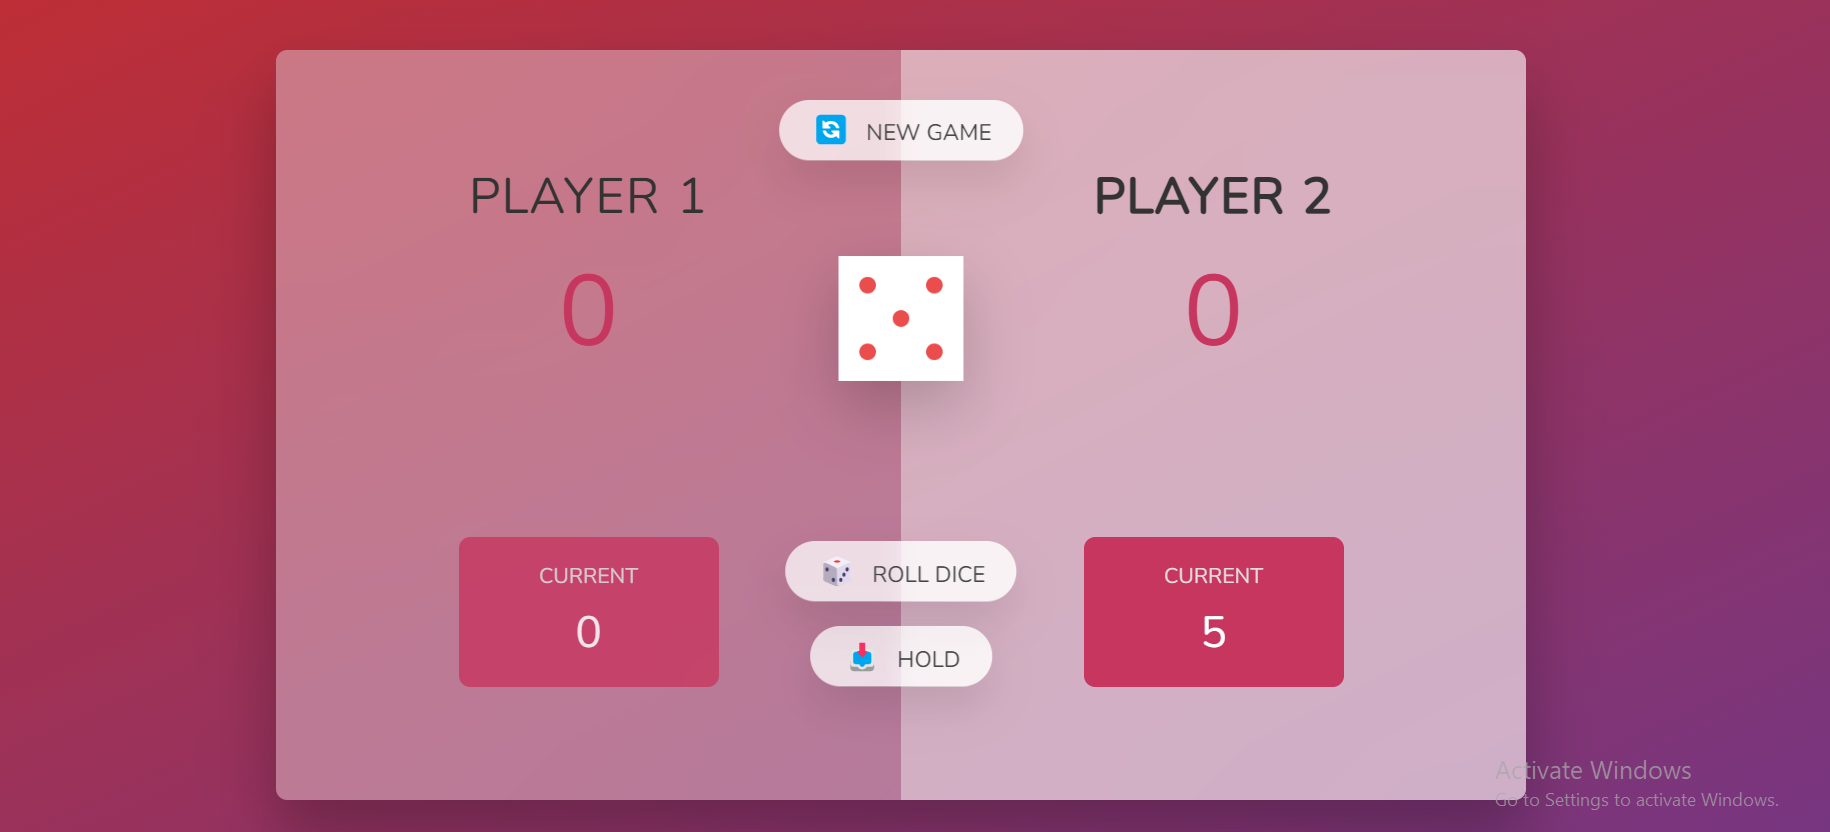 NEW GAME
PLAYER 1
PLAYER 2
0
0
CURRENT
0
ROLL DICE
HOLD
CURRENT
5
Activate Windows
Go to Settings to activate Windows.